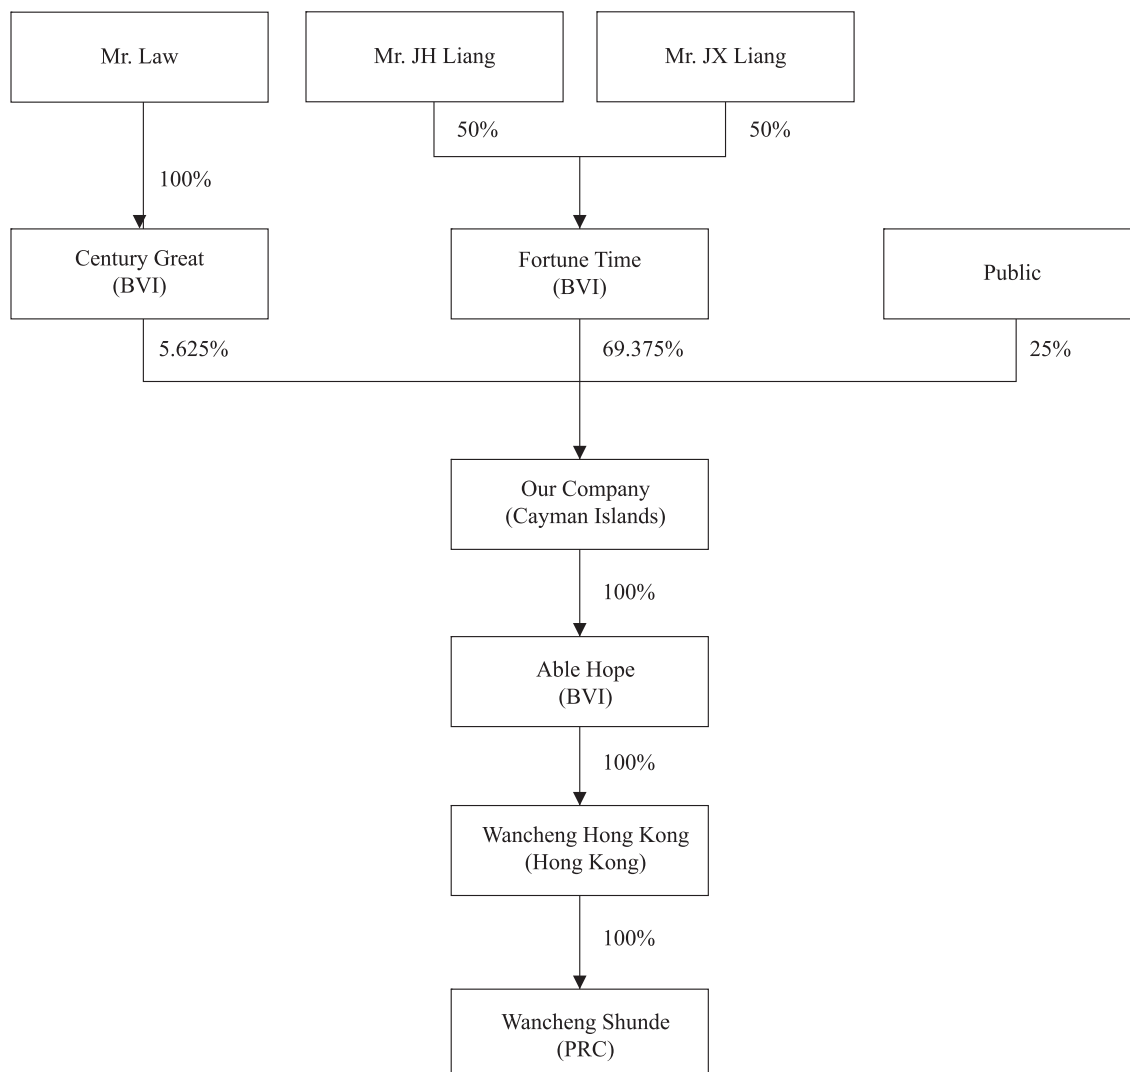 Mr. Law
Mr. JH Liang
Mr. JX Liang
50%
50%
100%
Century Great
(BVI)
Fortune Time
(BVI)
Public
5.625%
69.375%
25%
Our Company
(Cayman Islands)
100%
Able Hope
(BVI)
100%
Wancheng Hong Kong
(Hong Kong)
100%
Wancheng Shunde
(PRC)